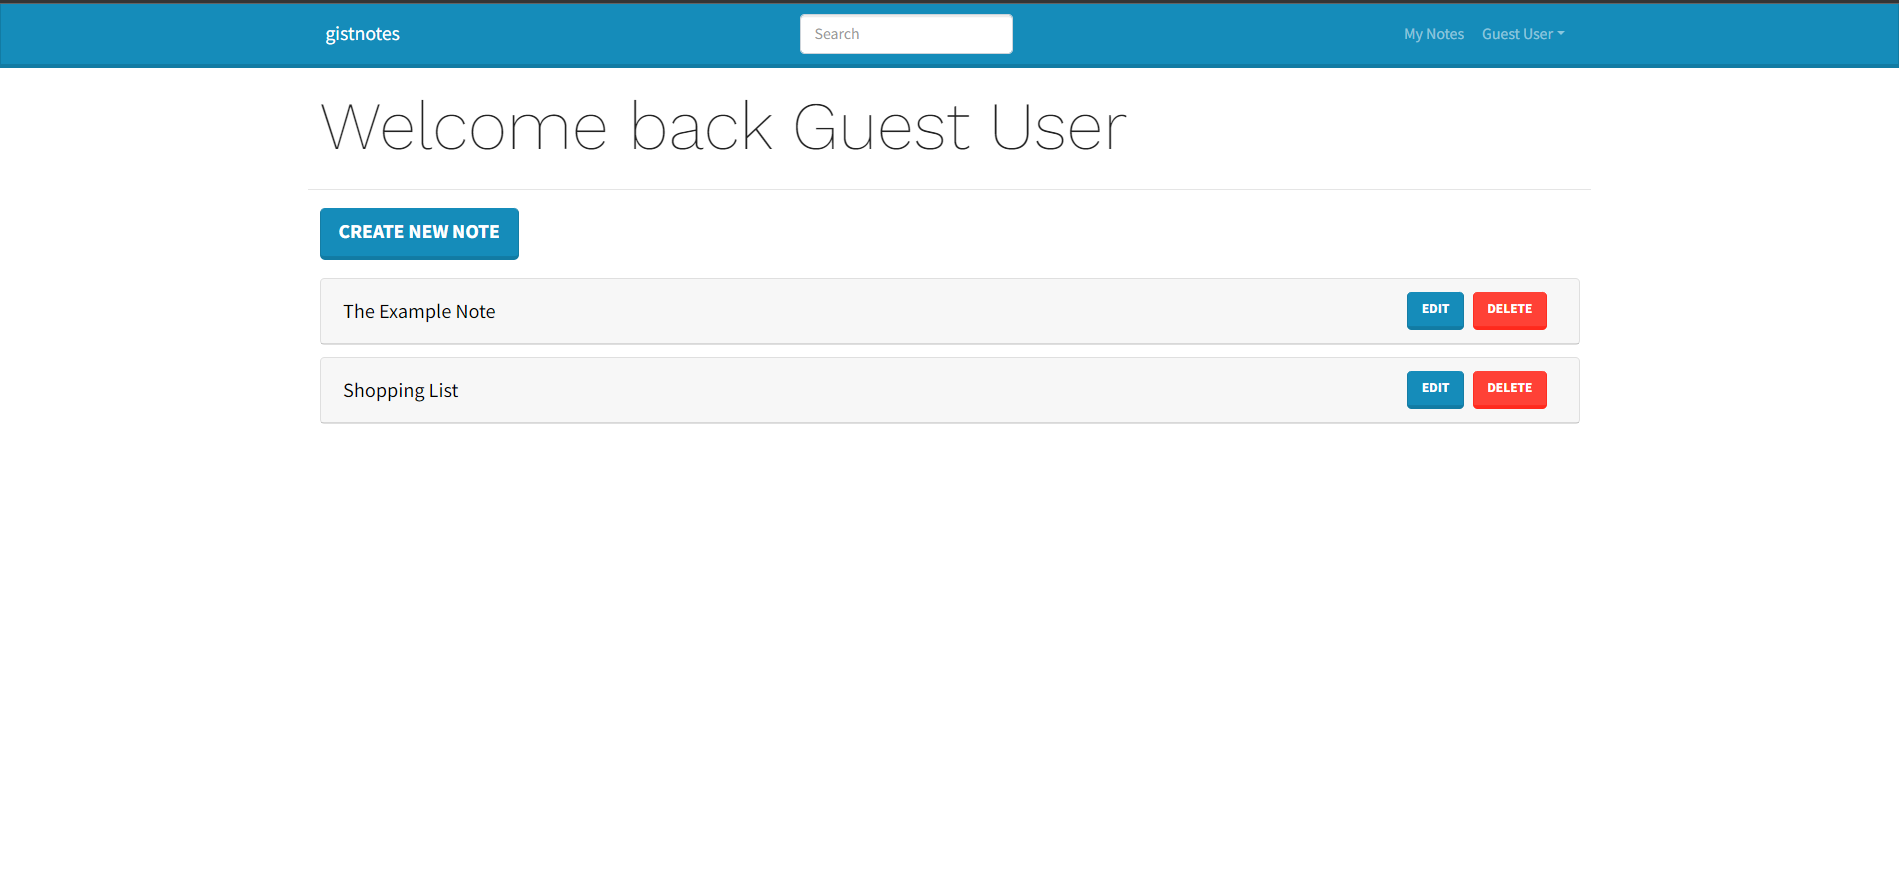 gistnotes
Search
My Notes
Guest User
Welcome back Guest User
CREATE NEW NOTE
The Example Note
EDIT
DELETE
Shopping List
EDIT
DELETE